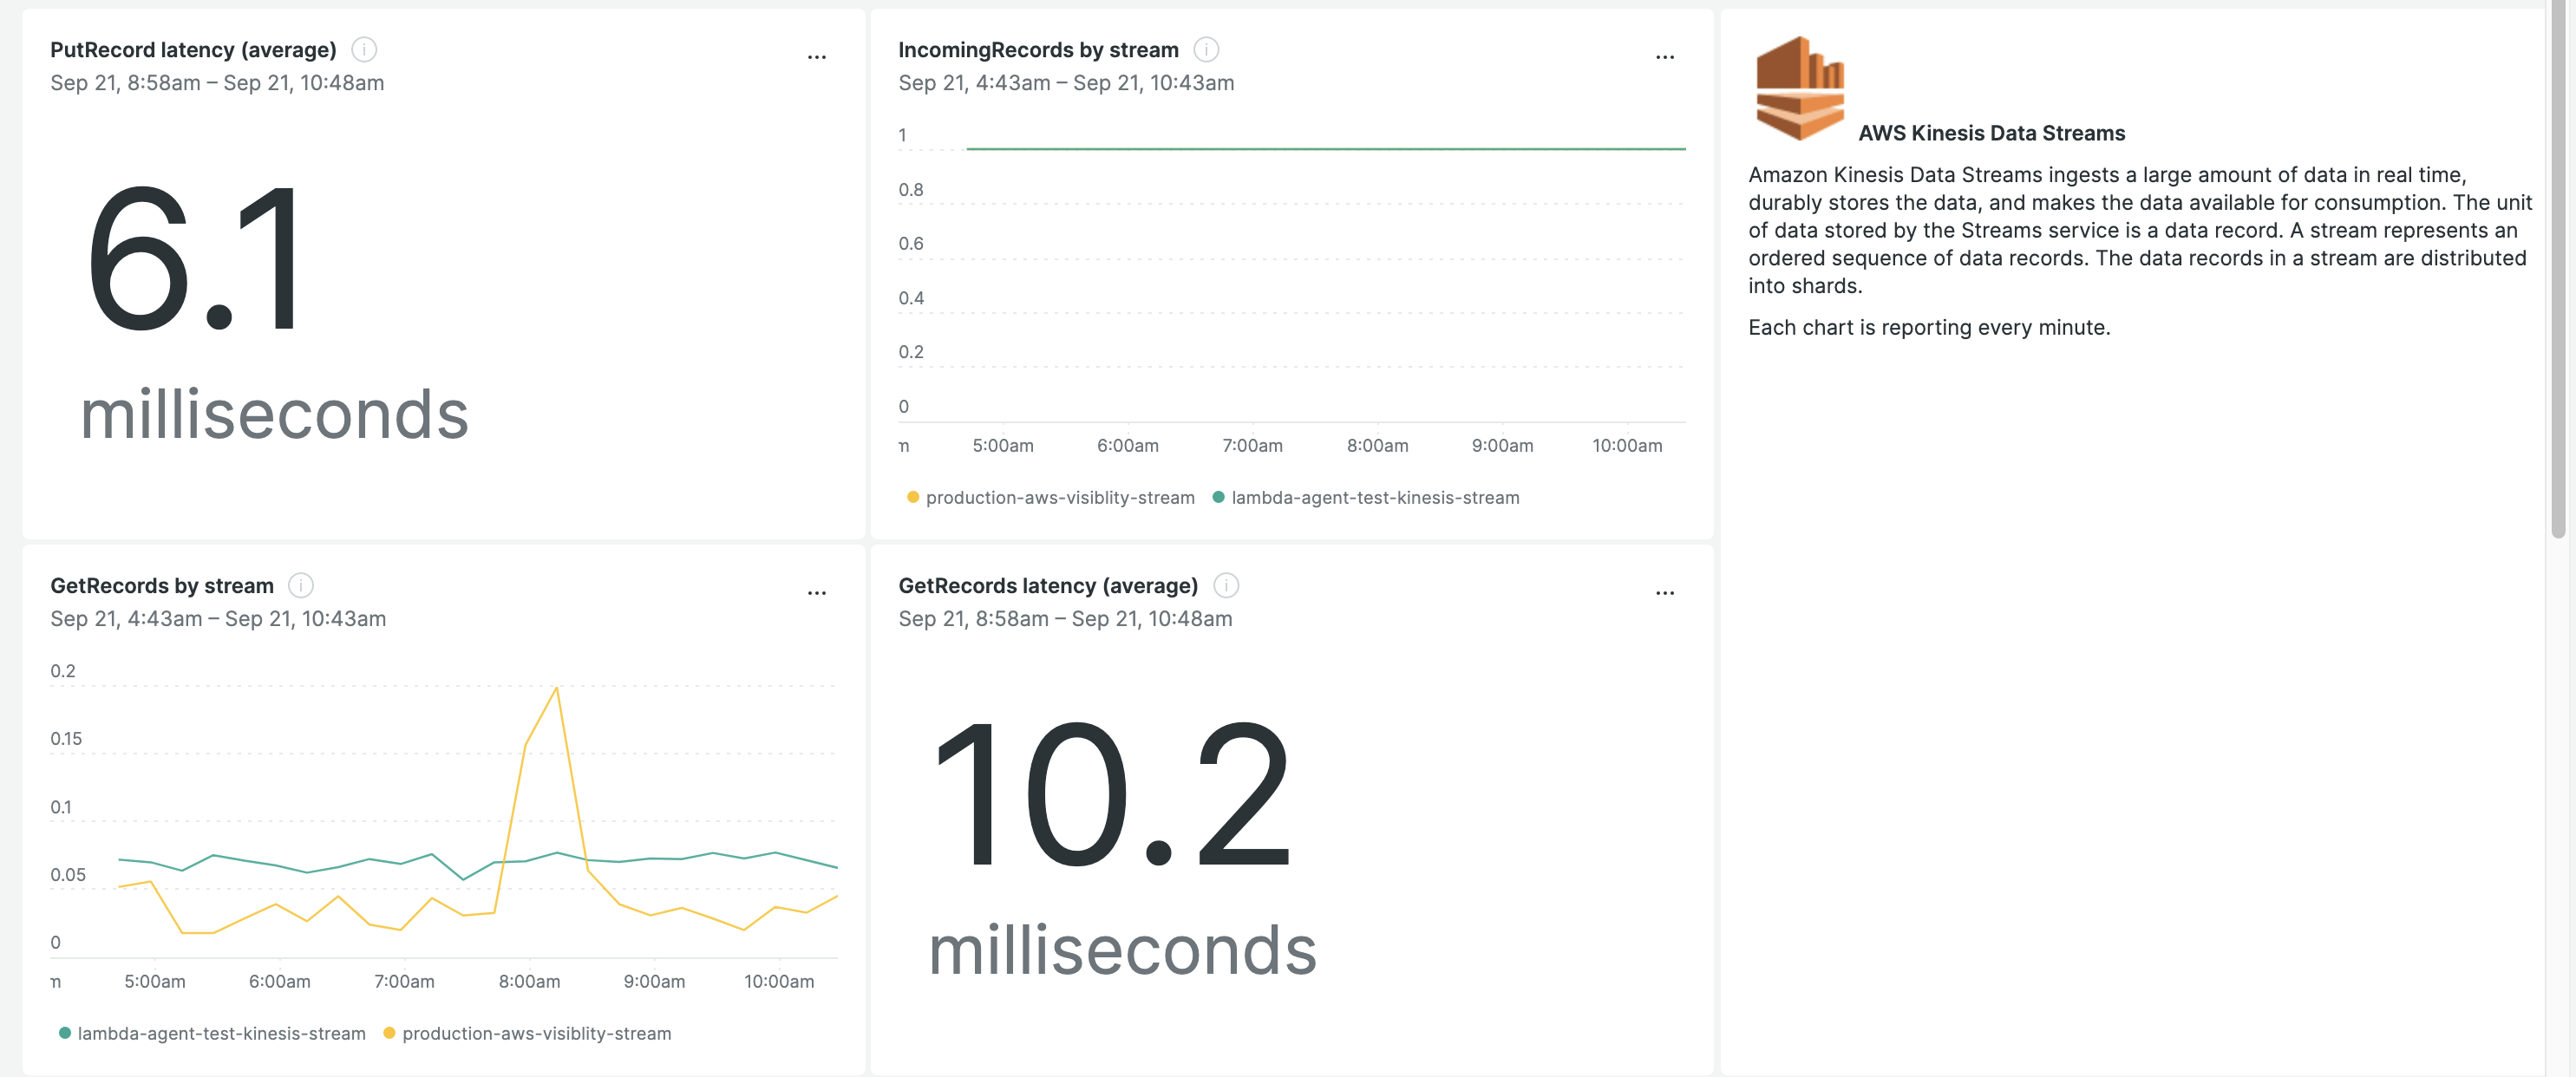 PutRecord latency (average)
Sep 21, 8:58am – Sep 21, 10:48am
6.1
milliseconds
IncomingRecords by stream
Sep 21, 4:43am – Sep 21, 10:43am
1
0.8
0.6
0.4
0.2
0
m 5:00am 6:00am 7:00am 8:00am 9:00am 10:00am
production-aws-visiblity-stream lambda-agent-test-kinesis-stream
AWS Kinesis Data Streams
Amazon Kinesis Data Streams ingests a large amount of data in real time,
durably stores the data, and makes the data available for consumption. The unit
of data stored by the Streams service is a data record. A stream represents an
ordered sequence of data records. The data records in a stream are distributed
into shards.
Each chart is reporting every minute.
GetRecords by stream
Sep 21, 4:43am – Sep 21, 10:43am
0.2
0.15
0.1
0.05
0
m 5:00am 6:00am 7:00am 8:00am 9:00am 10:00am
lambda-agent-test-kinesis-stream production-aws-visiblity-stream
GetRecords latency (average)
Sep 21, 8:58am – Sep 21, 10:48am
10.2
milliseconds